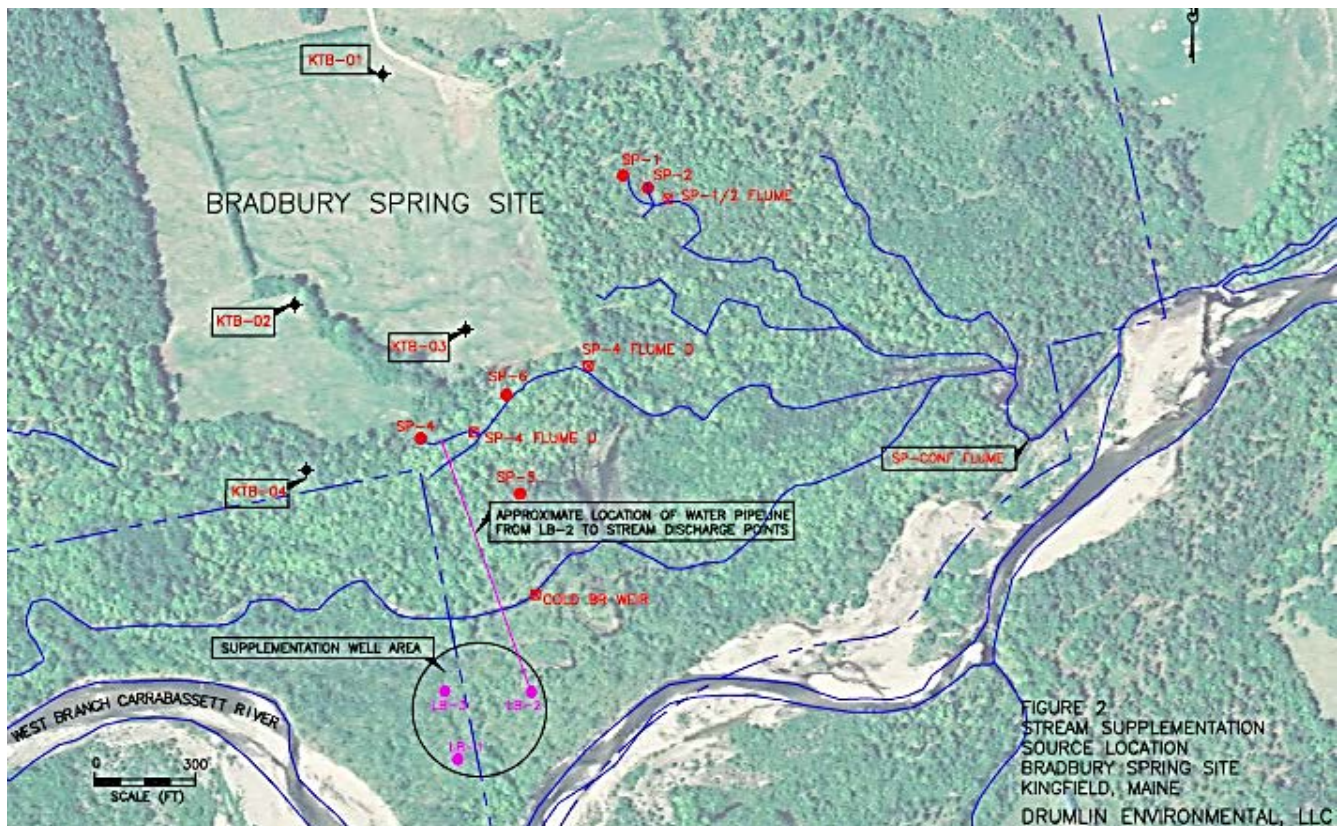 KTB-01
SP-1
SP-2
SP-1/2 FLUME
BRADBURY SPRING SITE
KTB-02
KTB-03
SP-4 FLUME D
SP-6
SP-4
SP-4 FLUME U
SP-CONF FLUME
KTB-04
SP-5
APPROXIMATE LOCATION OF WATER PIPELINE
FROM LB-2 TO STREAM DISCHARGE POINTS
COLD BR WEIR
SUPPLEMENTATION WELL AREA
LB-3
LB-2
LB-1
WEST BRANCH CARRABASSETT RIVER
0 300
SCALE (FT)
FIGURE 2
STREAM SUPPLEMENTATION
SOURCE LOCATION
BRADBURY SPRING SITE
KINGFIELD, MAINE
DRUMLIN ENVIRONMENTAL, LLC